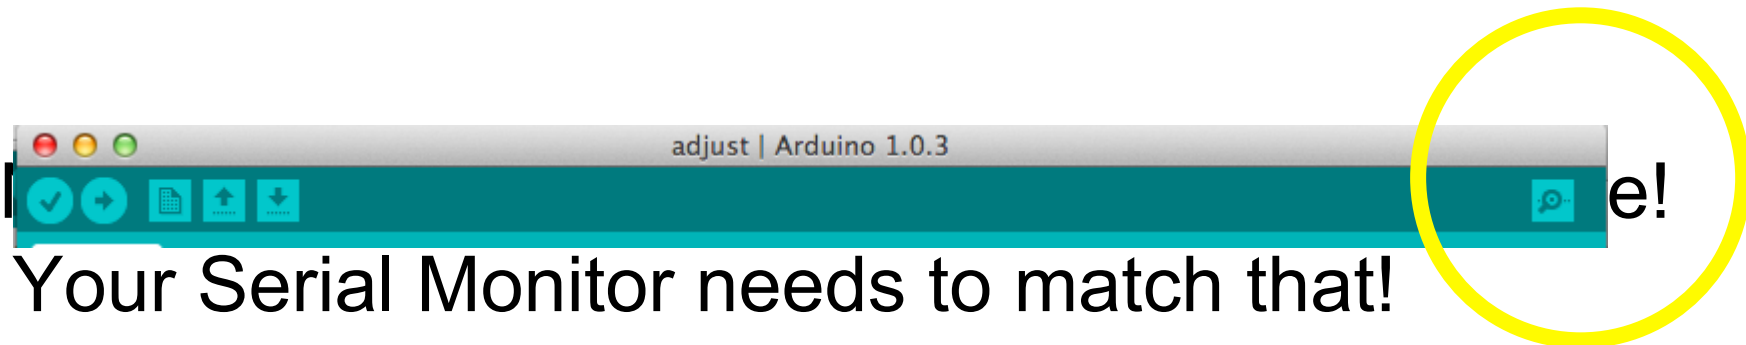 adjust | Arduino 1.0.3
e!
Your Serial Monitor needs to match that!